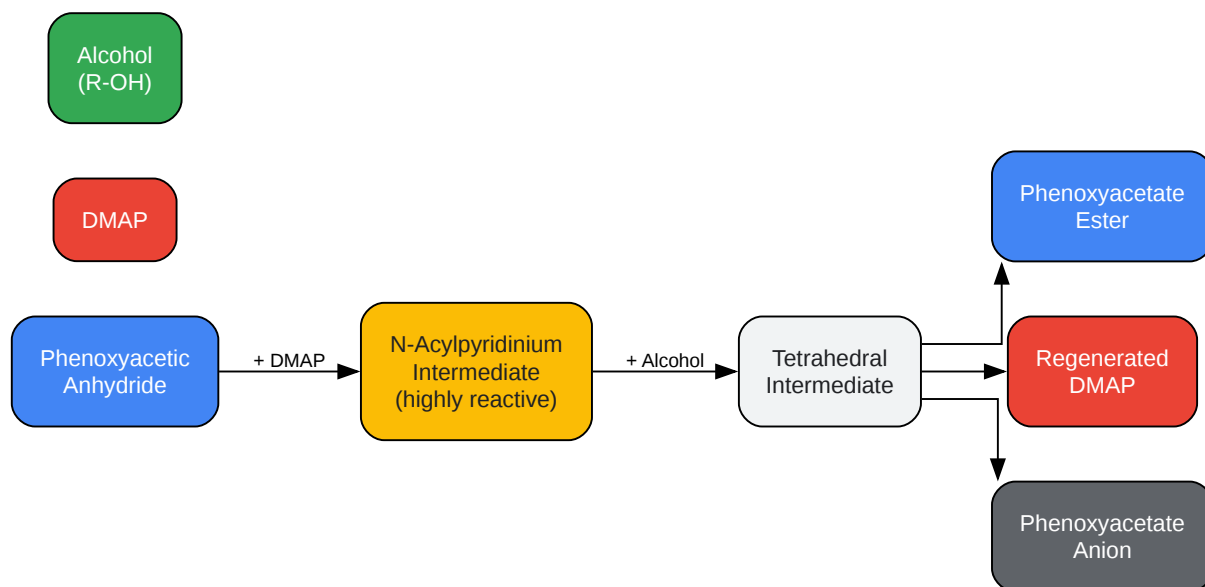 Alcohol
(R-OH)
DMAP
Phenoxyacetic
Anhydride
+ DMAP
N-Acylpyridinium
Intermediate
(highly reactive)
+ Alcohol
Tetrahedral
Intermediate
Phenoxyacetate
Ester
Regenerated
DMAP
Phenoxyacetate
Anion